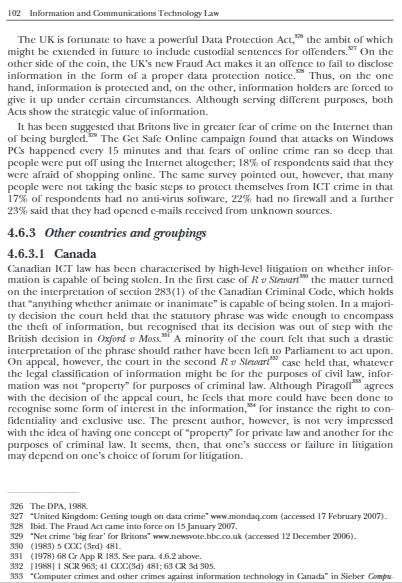 102 Information and Communications Technology Law
The UK is fortunate to have a powerful Data Protection Act,326 the ambit of which
might be extended in future to include custodial sentences for offenders.327 On the
other side of the coin, the UK's new Fraud Act makes it an offence to fail to disclose
information in the form of a proper data protection notice.328 Thus, on the one
hand, information is protected and, on the other, information holders are forced to
give it up under certain circumstances. Although serving different purposes, both
Acts show the strategic value of information.
It has been suggested that Britons live in greater fear of crime on the Internet than
of being burgled.329 The Get Safe Online campaign found that attacks on Windows
PCs happened every 15 minutes and that fears of online crime ran so deep that
people were put off using the Internet altogether; 18% of respondents said that they
were afraid of shopping online. The same survey pointed out, however, that many
people were not taking the basic steps to protect themselves from ICT crime in that
17% of respondents had no anti-virus software, 22% had no firewall and a further
23% said that they had opened e-mails received from unknown sources.
4.6.3 Other countries and groupings
4.6.3.1 Canada
Canadian ICT law has been characterised by high-level litigation on whether infor-
mation is capable of being stolen. In the first case of R v Stewart330 the matter turned
on the interpretation of section 283(1) of the Canadian Criminal Code, which holds
that "anything whether animate or inanimate" is capable of being stolen. In a majori-
ty decision the court held that the statutory phrase was wide enough to encompass
the theft of information, but recognised that its decision was out of step with the
British decision in Oxford v Moss.331 A minority of the court felt that such a drastic
interpretation of the phrase should rather have been left to Parliament to act upon.
On appeal, however, the court in the second R v Stewart332 case held that, whatever
the legal classification of information might be for the purposes of civil law, infor-
mation was not "property" for purposes of criminal law. Although Piragoff333 agrees
with the decision of the appeal court, he feels that more could have been done to
recognise some form of interest in the information,334 for instance the right to con-
fidentiality and exclusive use. The present author, however, is not very impressed
with the idea of having one concept of "property" for private law and another for the
purposes of criminal law. It seems, then, that one's success or failure in litigation
may depend on one's choice of forum for litigation.
326 The DPA, 1988.
327 "United Kingdom: Getting tough on data crime" www.mondaq.com (accessed 17 February 2007).
328 Ibid. The Fraud Act came into force on 15 January 2007.
329 "Net crime 'big fear' for Britons" www.newsvote.bbc.co.uk (accessed 12 December 2006).
330 (1983) 5 CCC (3rd) 481.
331 (1978) 68 Cr App R 183. See para. 4.6.2 above.
332 [1988] 1 SCR 963; 41 CCC(3d) 481; 63 CR 3d 305.
333 "Computer crimes and other crimes against information technology in Canada" in Sieber Compu-